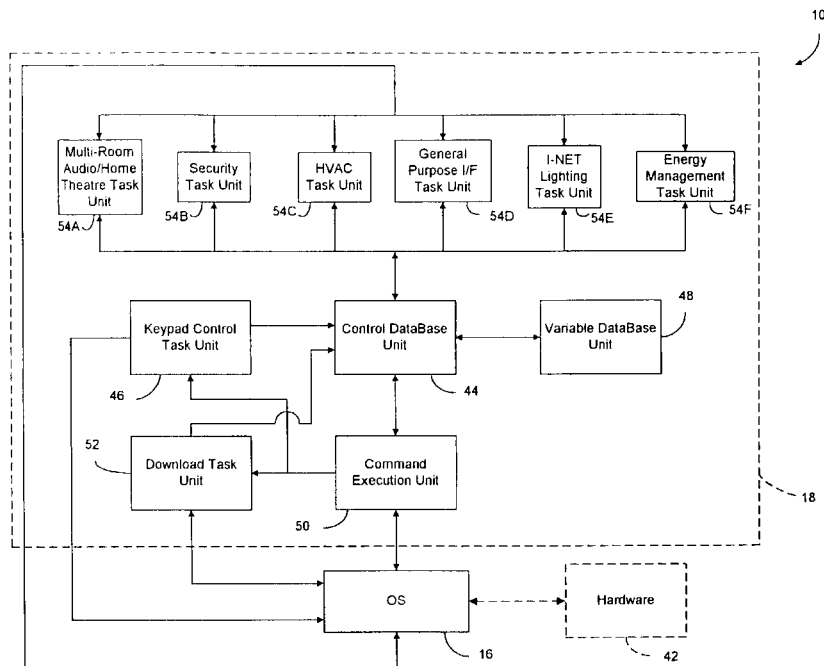 10
Multi-Room
Audio/Home
Theatre Task
Unit
54A
Security
Task Unit
54B
HVAC
Task Unit
54C
General
Purpose I/F
Task Unit
54D
I-NET
Lighting
Task Unit
54E
Energy
Management
Task Unit
54F
Keypad Control
Task Unit
46
Control DataBase
Unit
44
Variable DataBase
Unit
48
52
Download Task
Unit
Command
Execution Unit
50
18
OS
16
Hardware
42